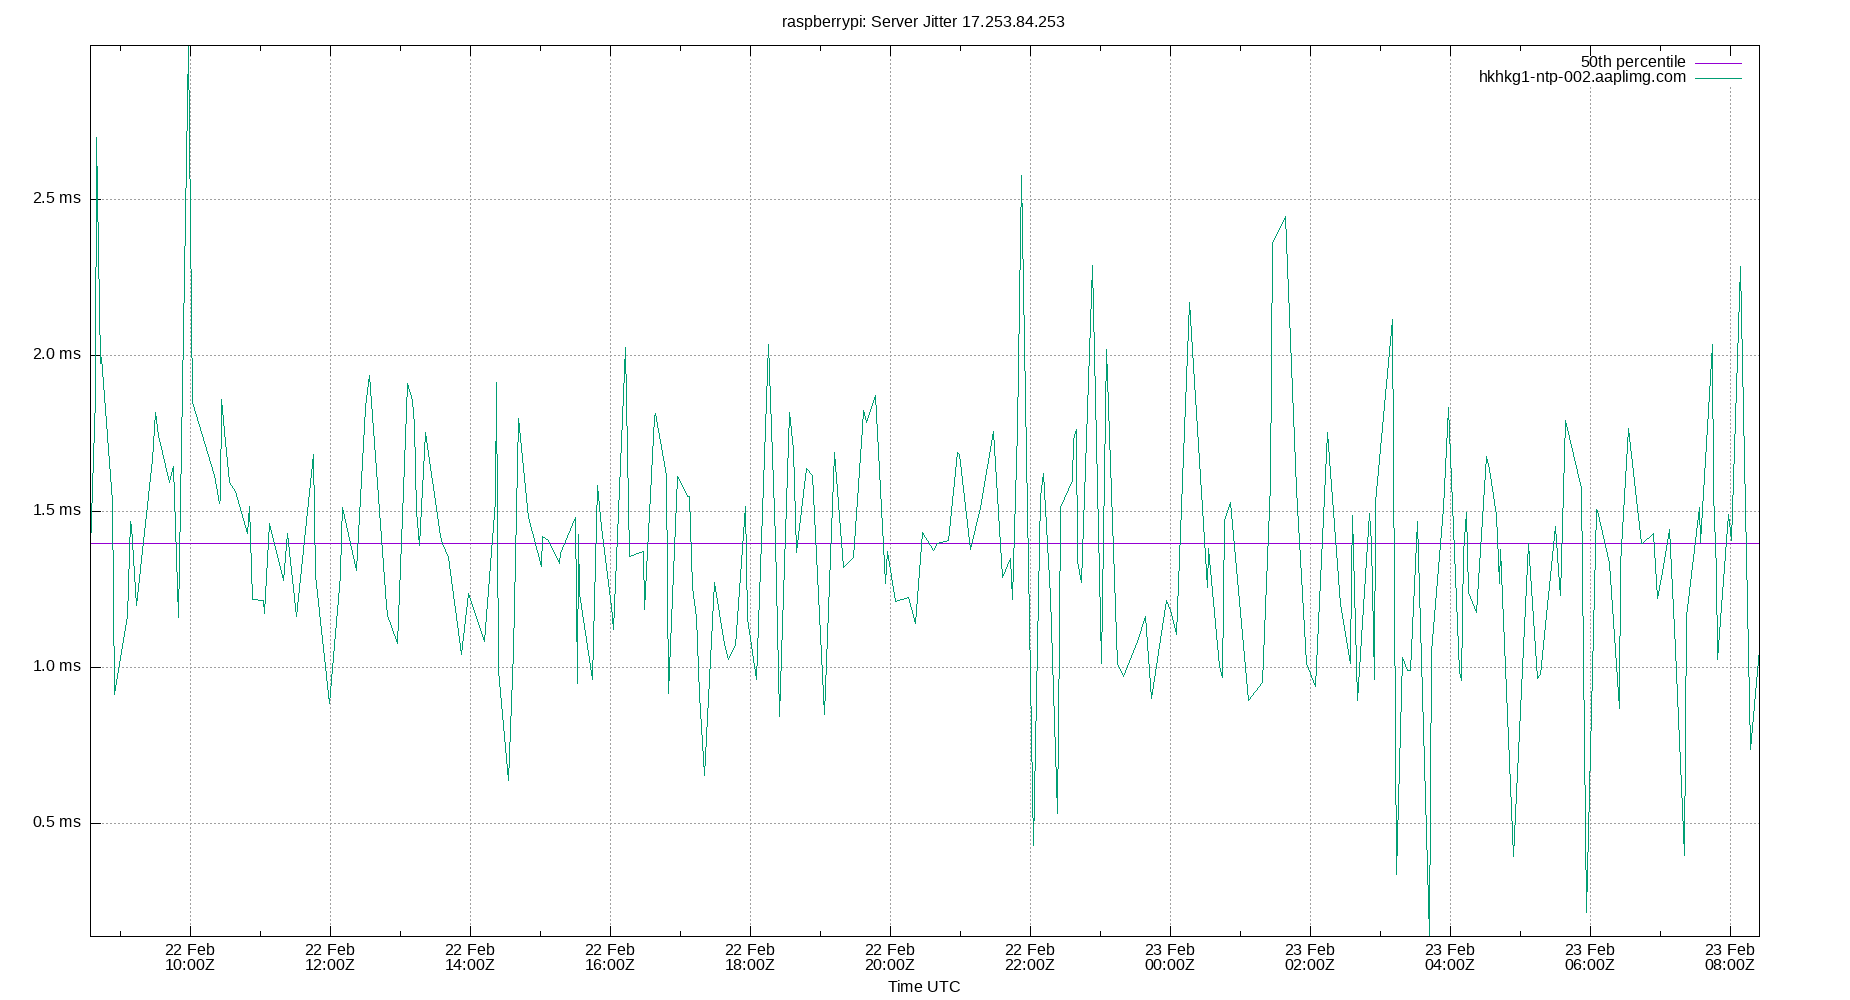 raspberrypi: Server Jitter 17.253.84.253
50th percentile
hkhkg1-ntp-002.aaplimg.com
2.5 ms
2.0 ms
1.5 ms
1.0 ms
0.5 ms
22 Feb 22 Feb 22 Feb 22 Feb 22 Feb 22 Feb 22 Feb 23 Feb 23 Feb 23 Feb 23 Feb 23 Feb
10:00Z 12:00Z 14:00Z 16:00Z 18:00Z 20:00Z 22:00Z 00:00Z 02:00Z 04:00Z 06:00Z 08:00Z
Time UTC